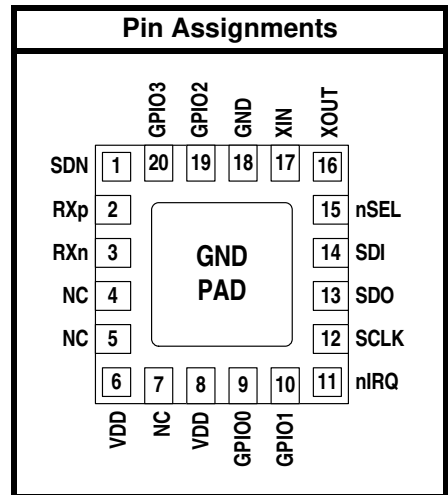 Pin Assignments
GPIO3
GPIO2
GND
XIN
XOUT
SDN 1 20 19 18 17 16
RXp 2 15 nSEL
RXn 3 14 SDI
GND
PAD
NC 4 13 SDO
NC 5 12 SCLK
6 7 8 9 10 11 nIRQ
VDD
NC
VDD
GPIO0
GPIO1